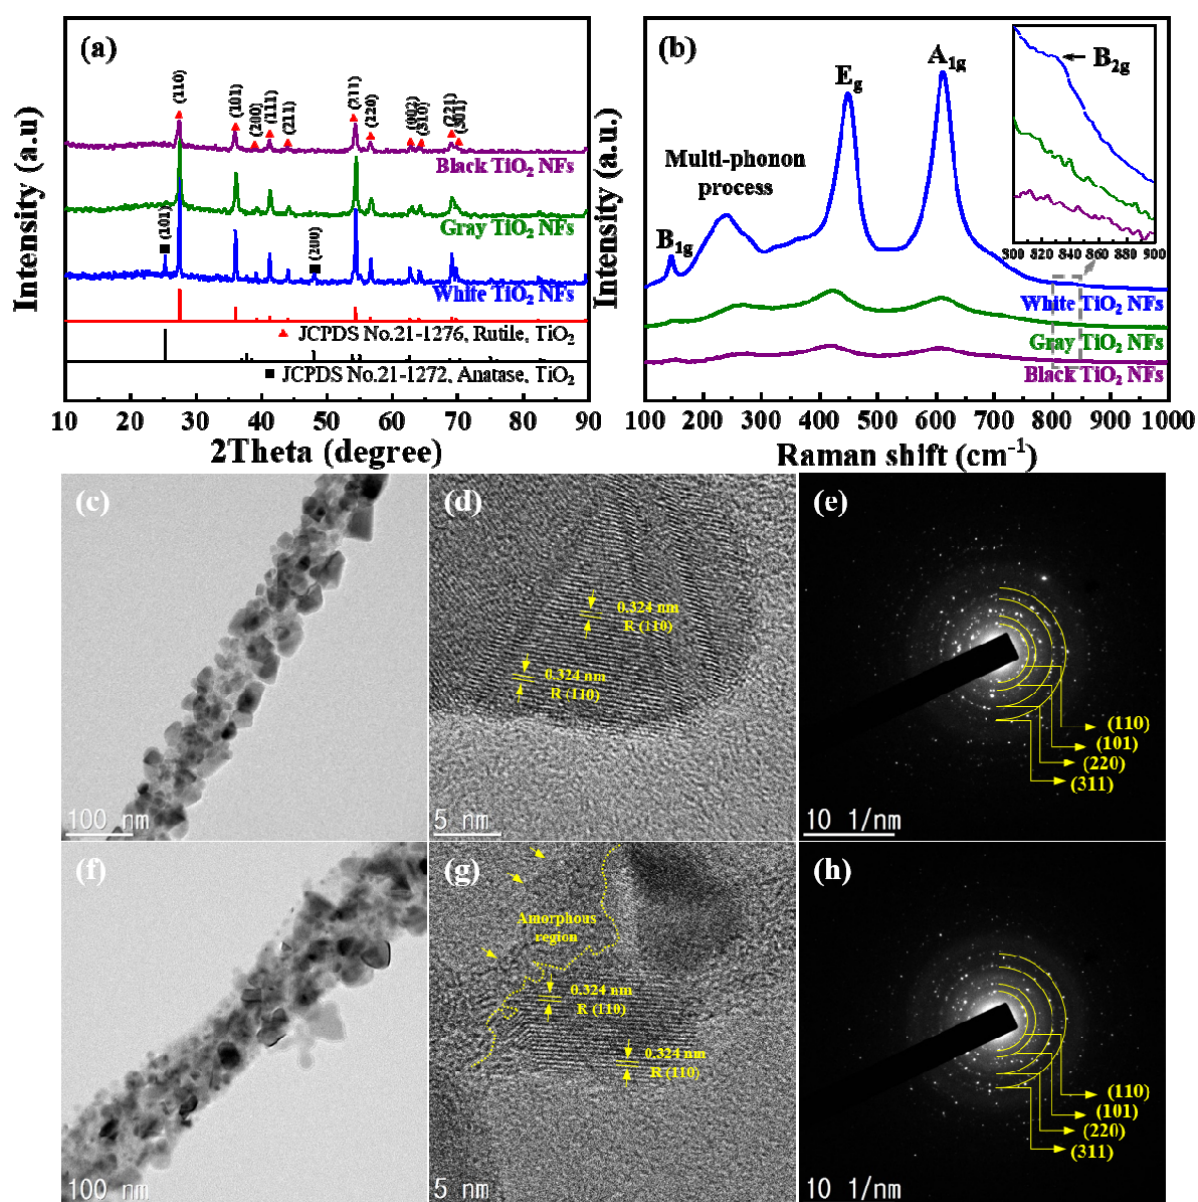 (a)
(110)
(101)
(200)
(111)
(211)
(211)
(220)
(002)
(310)
(221)
(301)
Black TiO₂ NFs
Gray TiO₂ NFs
(101)
(200)
White TiO₂ NFs
JCPDS No.21-1276, Rutile, TiO₂
JCPDS No.21-1272, Anatase, TiO₂
10 20 30 40 50 60 70 80 90
2Theta (degree)
Intensity (a.u)
(b)
B1g
Multi-phonon
process
Eg
A1g
B2g
800 820 840 860 880 900
White TiO₂ NFs
Gray TiO₂ NFs
Black TiO₂ NFs
100 200 300 400 500 600 700 800 900 1000
Raman shift (cm⁻¹)
Intensity (a.u.)
(c)
100 nm
(d)
0.324 nm
R (110)
0.324 nm
R (110)
5 nm
(e)
(110)
(101)
(220)
(311)
10 1/nm
(f)
100 nm
(g)
Amorphous
region
0.324 nm
R (110)
0.324 nm
R (110)
5 nm
(h)
(110)
(101)
(220)
(311)
10 1/nm